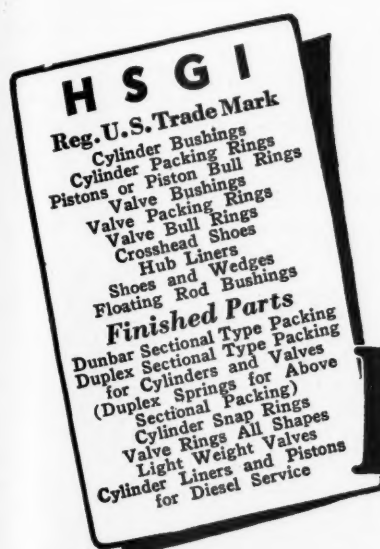 HSGI
Reg. U.S. Trade Mark
Cylinder Bushings
Cylinder Packing Rings
Pistons or Piston Bull Rings
Valve Bushings
Valve Packing Rings
Valve Bull Rings
Crosshead Shoes
Hub Liners
Shoes and Wedges
Floating Rod Bushings
Finished Parts
Dunbar Sectional Type Packing
Duplex Sectional Type Packing
for Cylinders and Valves
(Duplex Springs for Above
Sectional Packing)
Cylinder Snap Rings
Valve Rings All Shapes
Light Weight Valves
Cylinder Liners and Pistons
for Diesel Service